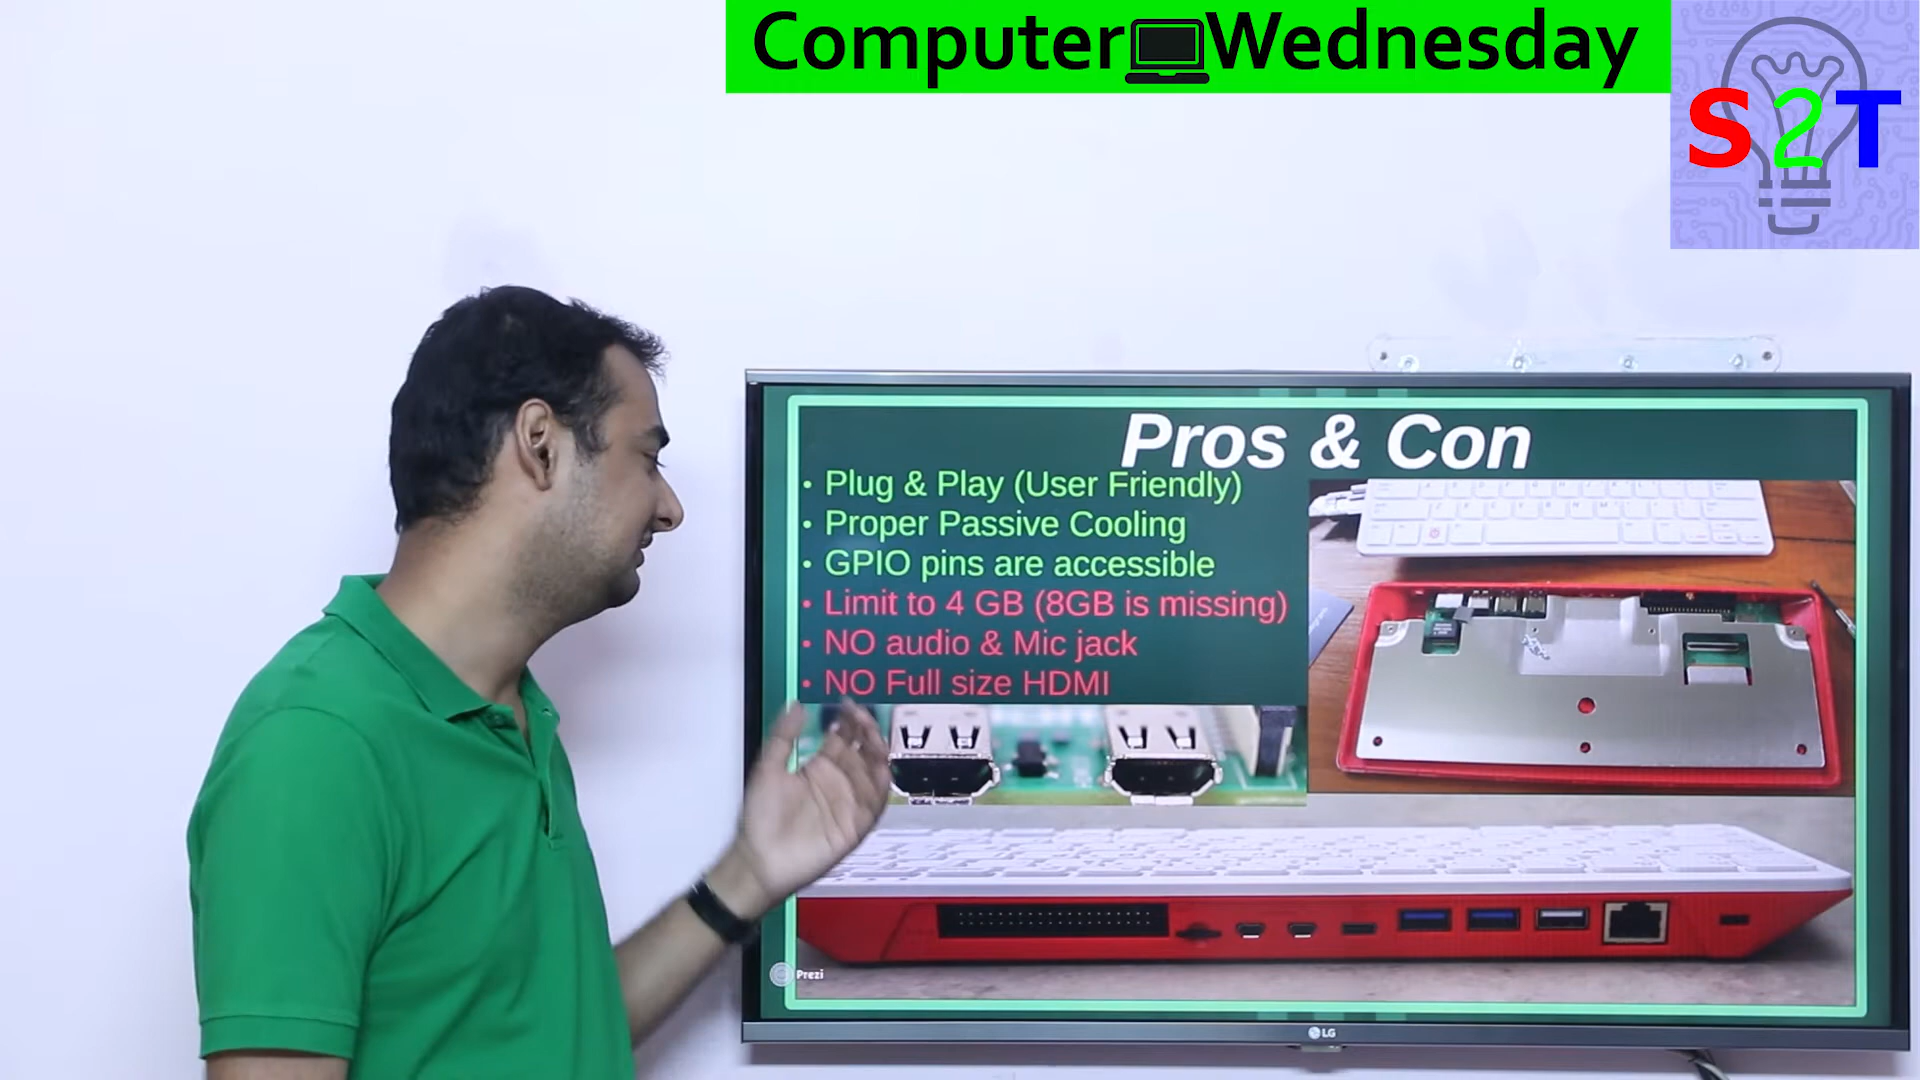 Computer Wednesday
S2T
Pros & Con
• Plug & Play (User Friendly)
• Proper Passive Cooling
• GPIO pins are accessible
• Limit to 4 GB (8GB is missing)
• NO audio & Mic jack
• NO Full size HDMI
Prezi
LG